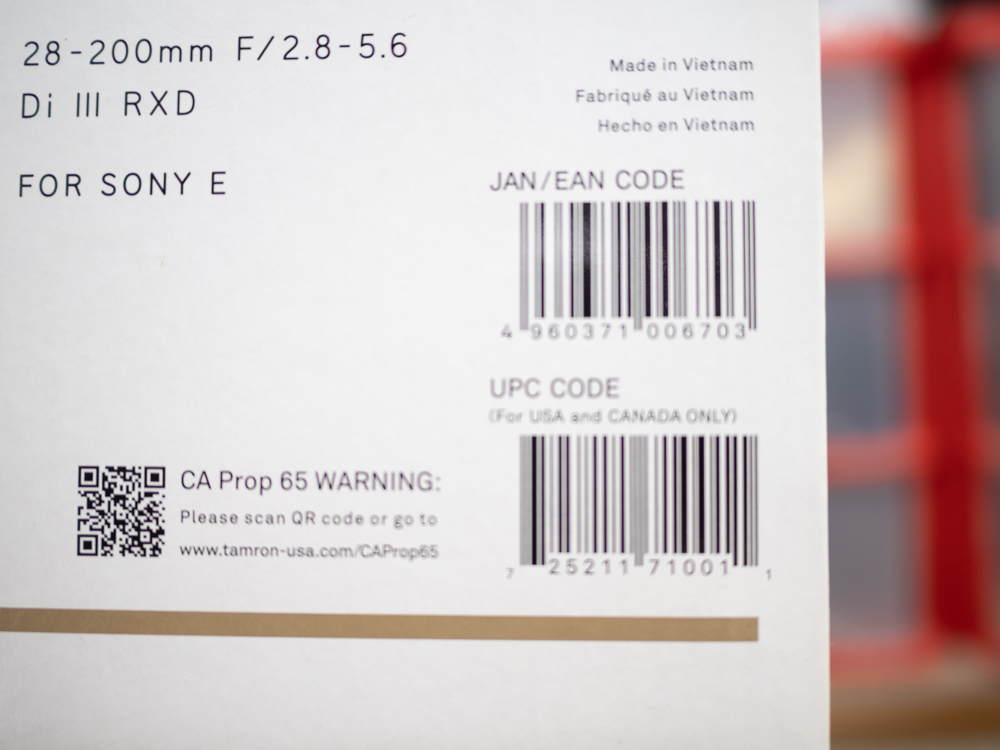 28-200mm F/2.8-5.6
Di III RXD
FOR SONY E
Made in Vietnam
Fabriqué au Vietnam
Hecho en Vietnam
JAN/EAN CODE
4 960371 006703
UPC CODE
(For USA and CANADA ONLY)
7 25211 71001 1
CA Prop 65 WARNING:
Please scan QR code or go to
www.tamron-usa.com/CAProp65